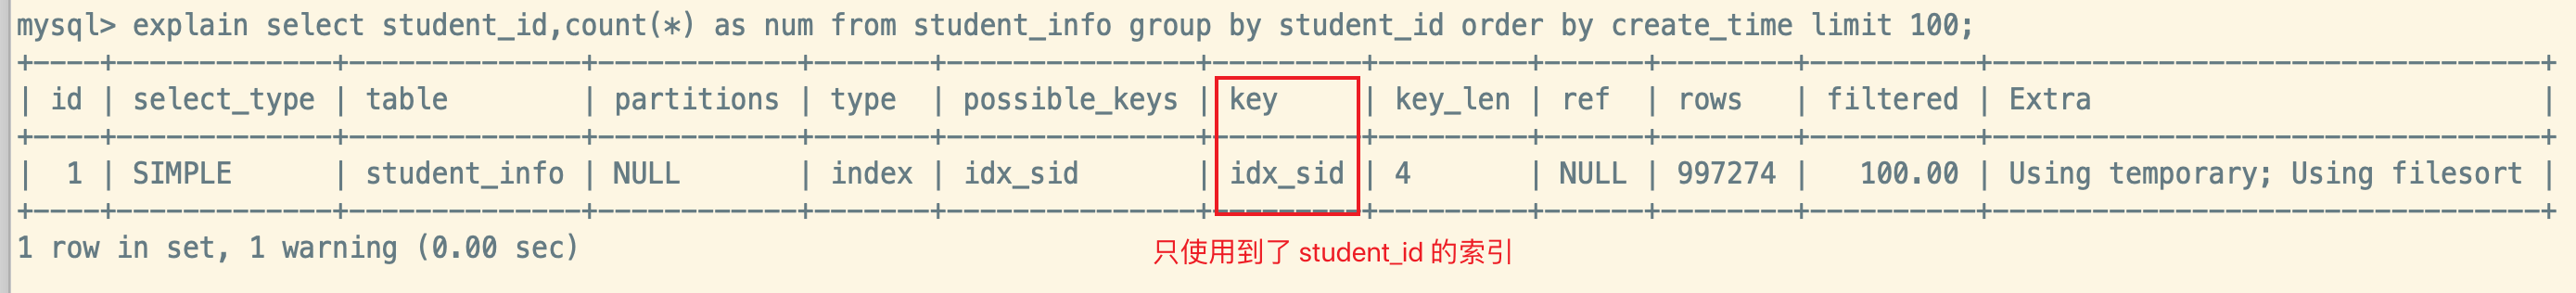 mysql> explain select student_id,count(*) as num from student_info group by student_id order by create_time limit 100;
+----+-------------+--------------+------------+-------+---------------+---------+---------+------+--------+----------+---------------------------------+
| id | select_type | table        | partitions | type  | possible_keys | key     | key_len | ref  | rows   | filtered | Extra                           |
+----+-------------+--------------+------------+-------+---------------+---------+---------+------+--------+----------+---------------------------------+
|  1 | SIMPLE      | student_info | NULL       | index | idx_sid       | idx_sid | 4       | NULL | 997274 |   100.00 | Using temporary; Using filesort |
+----+-------------+--------------+------------+-------+---------------+---------+---------+------+--------+----------+---------------------------------+
1 row in set, 1 warning (0.00 sec)
只使用到了 student_id 的索引